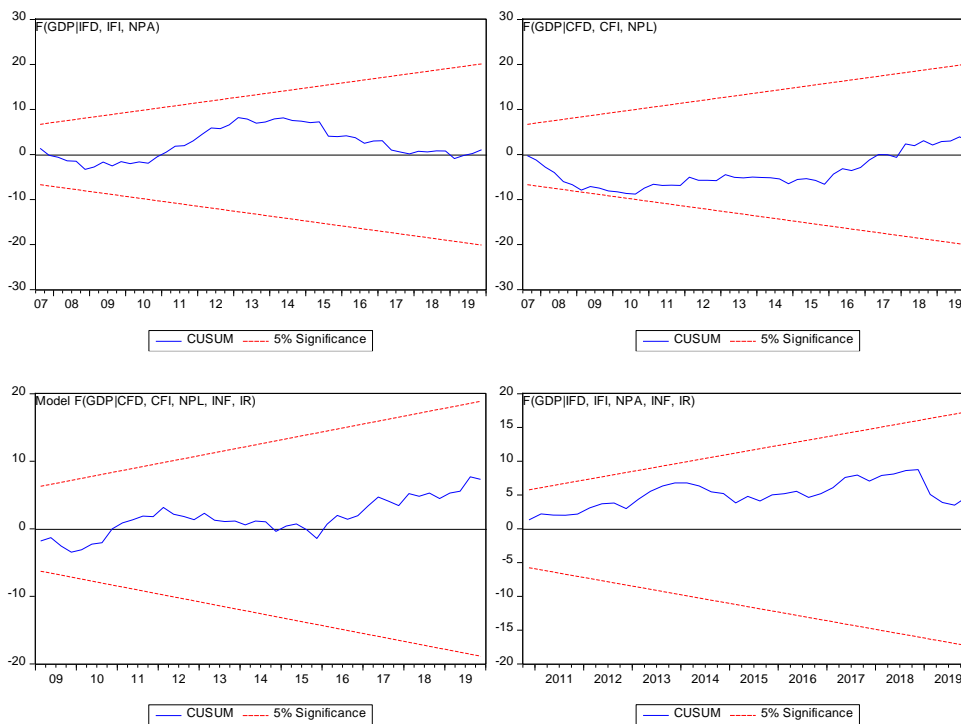 F(GDP|IFD, IFI, NPA)
30
20
10
0
-10
-20
-30
07 08 09 10 11 12 13 14 15 16 17 18 19
CUSUM 5% Significance
F(GDP|CFD, CFI, NPL)
30
20
10
0
-10
-20
-30
07 08 09 10 11 12 13 14 15 16 17 18 19
CUSUM 5% Significance
Model F(GDP|CFD, CFI, NPL, INF, IR)
20
10
0
-10
-20
09 10 11 12 13 14 15 16 17 18 19
CUSUM 5% Significance
F(GDP|IFD, IFI, NPA, INF, IR)
20
15
10
5
0
-5
-10
-15
-20
2011 2012 2013 2014 2015 2016 2017 2018 2019
CUSUM 5% Significance